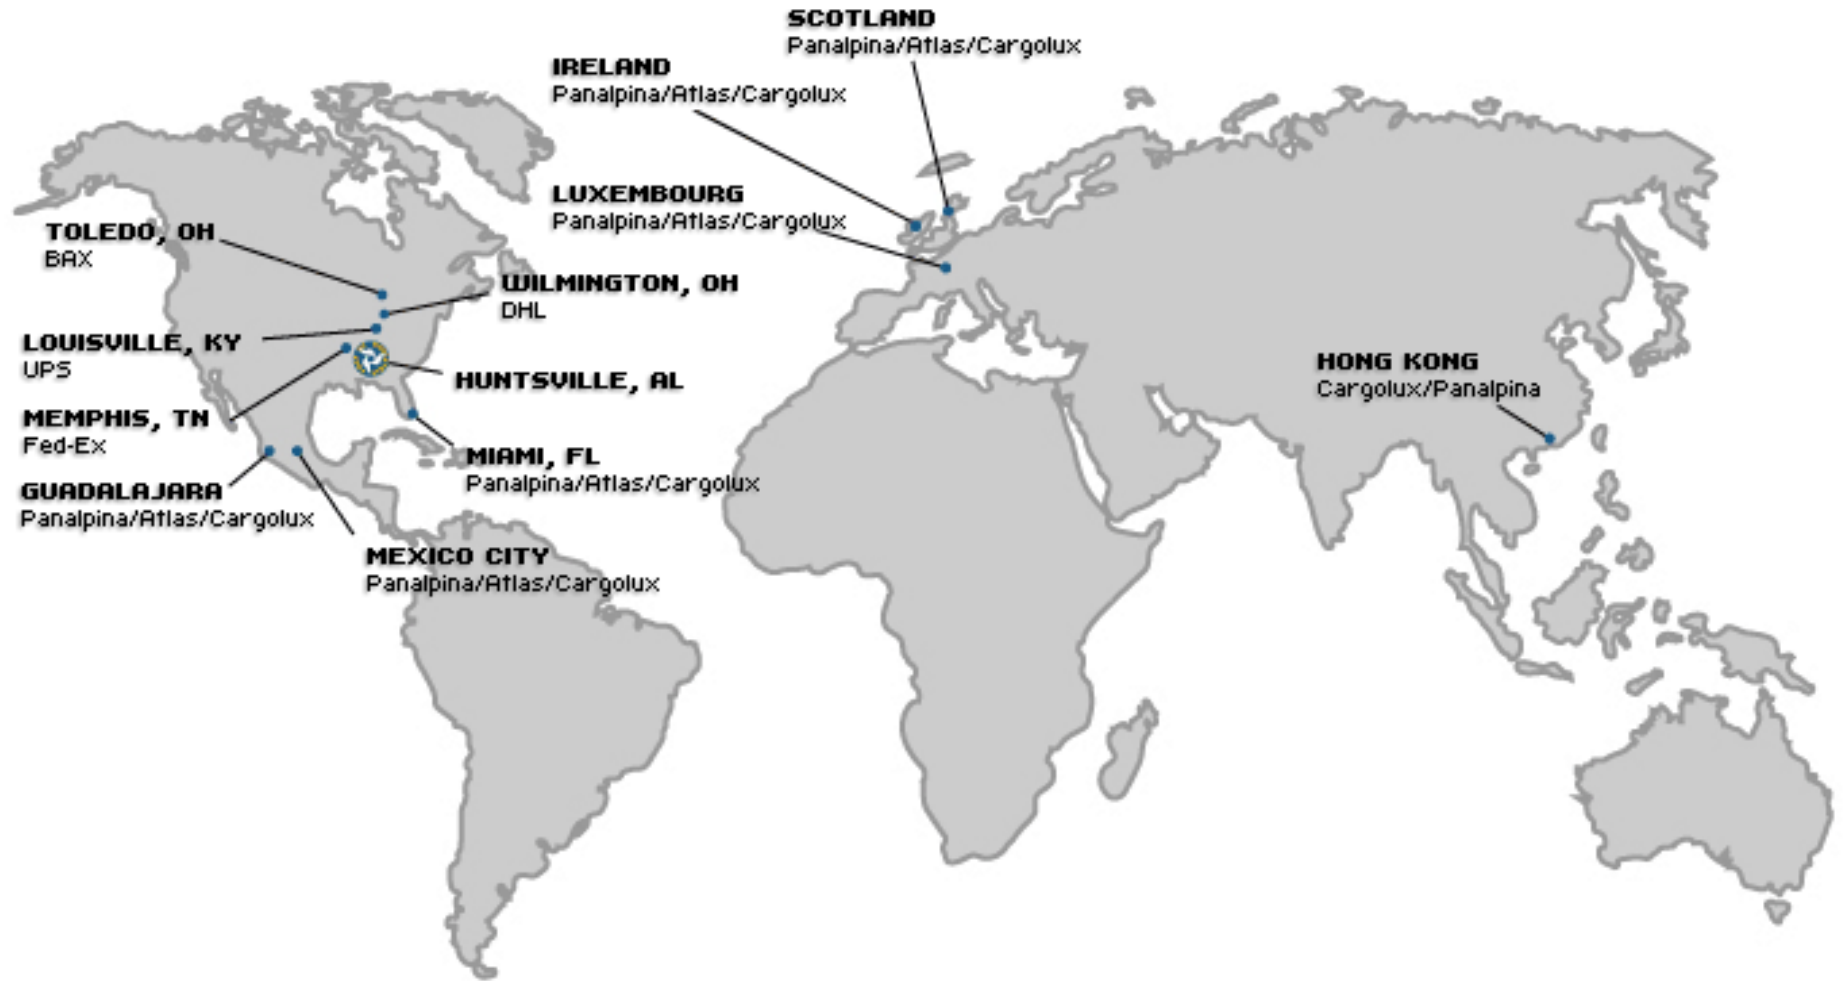 SCOTLAND
Panalpina/Atlas/Cargolux
IRELAND
Panalpina/Atlas/Cargolux
LUXEMBOURG
Panalpina/Atlas/Cargolux
TOLEDO, OH
BAX
WILMINGTON, OH
DHL
LOUISVILLE, KY
UPS
HUNTSVILLE, AL
HONG KONG
Cargolux/Panalpina
MEMPHIS, TN
Fed-Ex
MIAMI, FL
Panalpina/Atlas/Cargolux
GUADALAJARA
Panalpina/Atlas/Cargolux
MEXICO CITY
Panalpina/Atlas/Cargolux